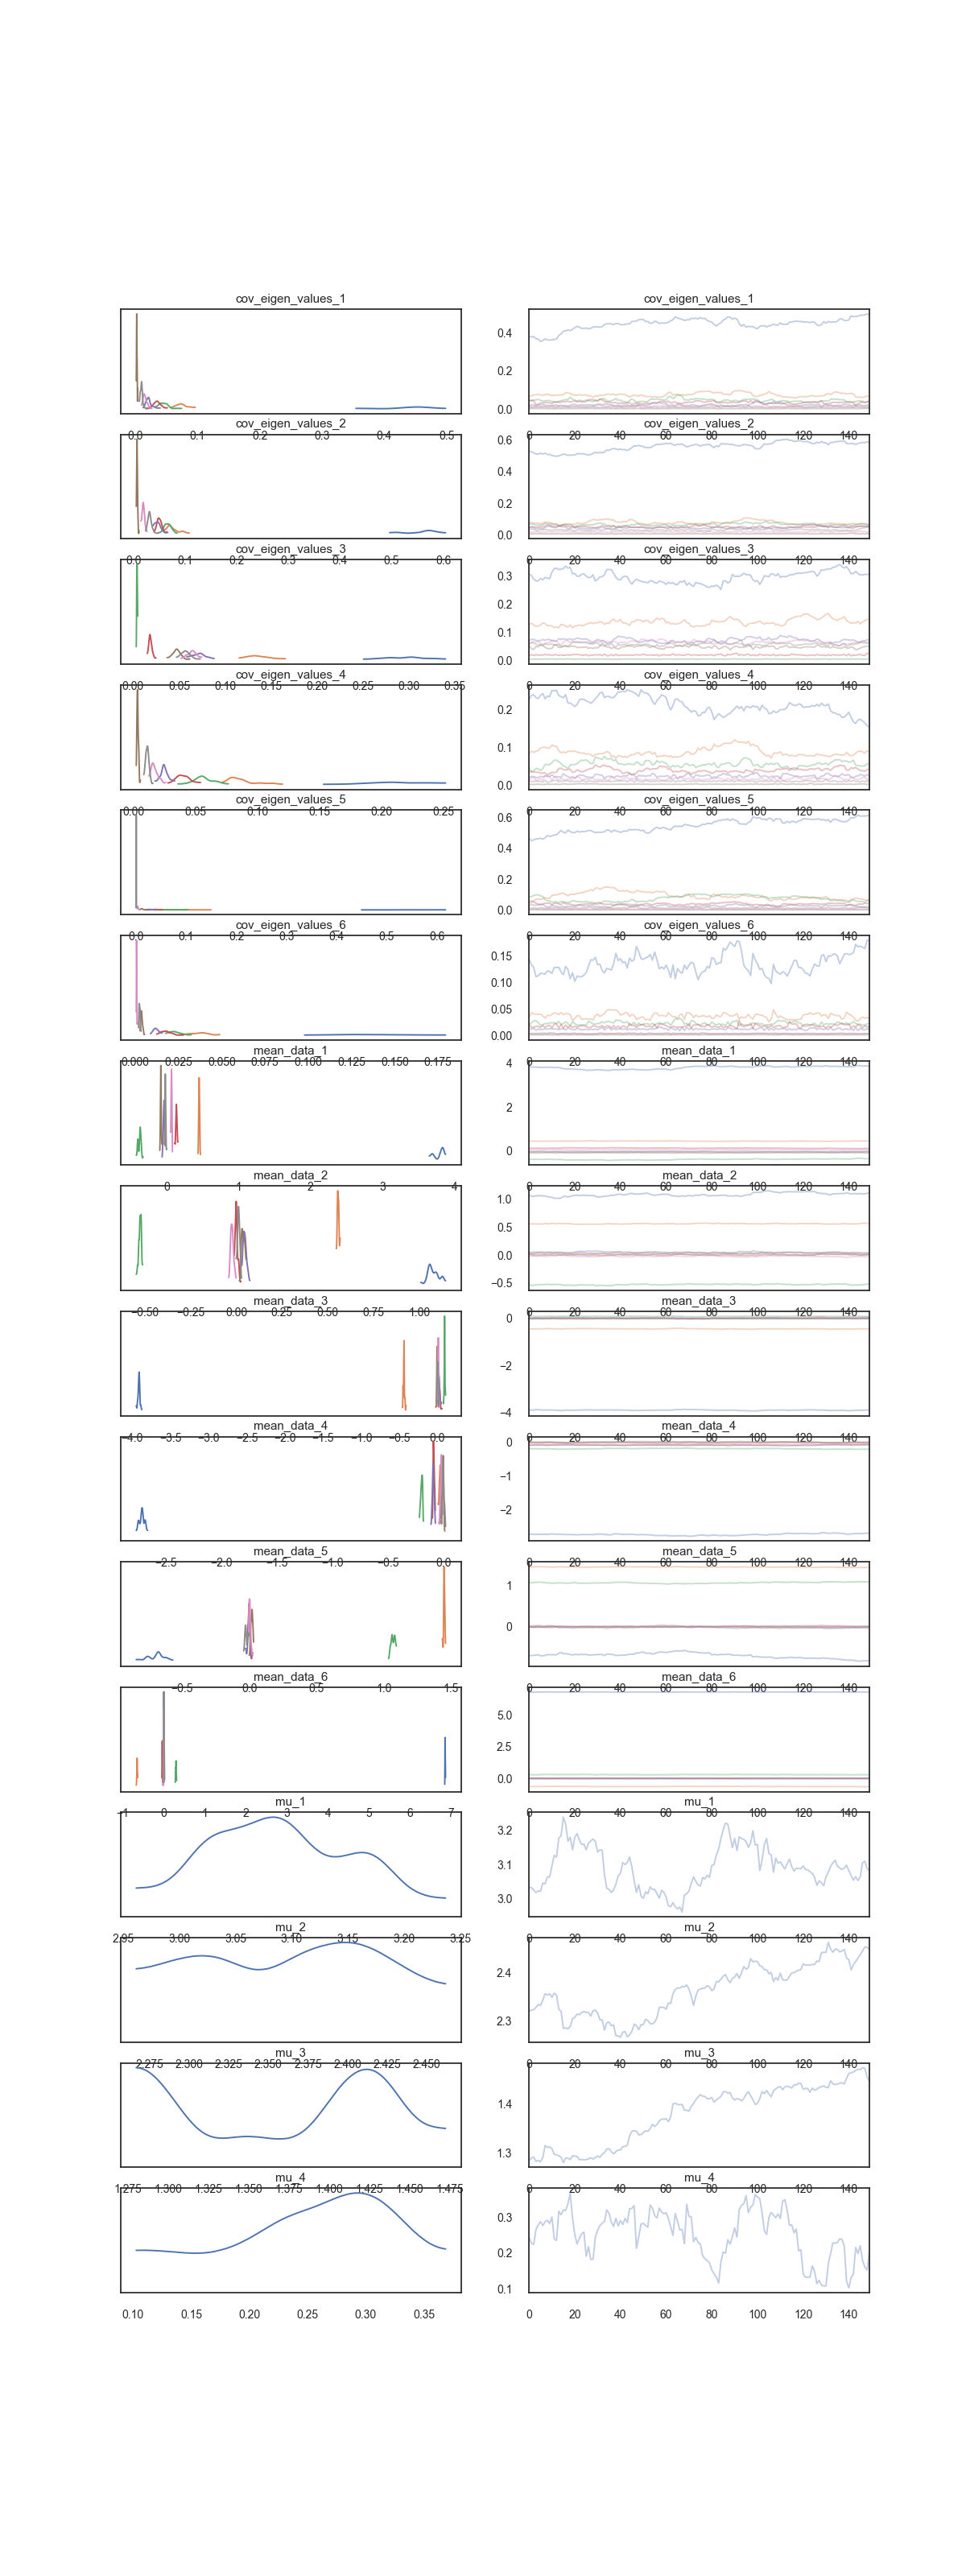 cov_eigen_values_1 cov_eigen_values_1
0.4
0.2
0.0
cov_eigen_values_2 cov_eigen_values_2
0.0 0.1 0.2 0.3 0.4 0.5 0 20 40 60 80 100 120 140
0.6
0.4
0.2
0.0
cov_eigen_values_3 cov_eigen_values_3
0.0 0.1 0.2 0.3 0.4 0.5 0.6 0 20 40 60 80 100 120 140
0.3
0.2
0.1
0.0
cov_eigen_values_4 cov_eigen_values_4
0.00 0.05 0.10 0.15 0.20 0.25 0.30 0.35 0 20 40 60 80 100 120 140
0.2
0.1
0.0
cov_eigen_values_5 cov_eigen_values_5
0.00 0.05 0.10 0.15 0.20 0.25 0 20 40 60 80 100 120 140
0.6
0.4
0.2
0.0
cov_eigen_values_6 cov_eigen_values_6
0.0 0.1 0.2 0.3 0.4 0.5 0.6 0 20 40 60 80 100 120 140
0.15
0.10
0.05
0.00
mean_data_1 mean_data_1
0.000 0.025 0.050 0.075 0.100 0.125 0.150 0.175 0 20 40 60 80 100 120 140
4
2
0
mean_data_2 mean_data_2
0 1 2 3 4 0 20 40 60 80 100 120 140
1.0
0.5
0.0
−0.5
mean_data_3 mean_data_3
−0.50 −0.25 0.00 0.25 0.50 0.75 1.00 0 20 40 60 80 100 120 140
0
−2
−4
mean_data_4 mean_data_4
−4.0 −3.5 −3.0 −2.5 −2.0 −1.5 −1.0 −0.5 0.0 0 20 40 60 80 100 120 140
0
−1
−2
mean_data_5 mean_data_5
−2.5 −2.0 −1.5 −1.0 −0.5 0.0 0 20 40 60 80 100 120 140
1
0
mean_data_6 mean_data_6
−0.5 0.0 0.5 1.0 1.5 0 20 40 60 80 100 120 140
5.0
2.5
0.0
mu_1 mu_1
−1 0 1 2 3 4 5 6 7 0 20 40 60 80 100 120 140
3.2
3.1
3.0
mu_2 mu_2
2.95 3.00 3.05 3.10 3.15 3.20 3.25 0 20 40 60 80 100 120 140
2.4
2.3
mu_3 mu_3
2.275 2.300 2.325 2.350 2.375 2.400 2.425 2.450 0 20 40 60 80 100 120 140
1.4
1.3
mu_4 mu_4
1.275 1.300 1.325 1.350 1.375 1.400 1.425 1.450 1.475 0 20 40 60 80 100 120 140
0.3
0.2
0.1
0.10 0.15 0.20 0.25 0.30 0.35 0 20 40 60 80 100 120 140